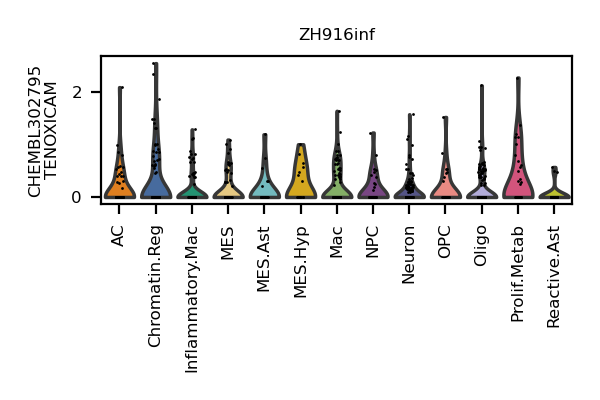 ZH916inf
CHEMBL302795
TENOXICAM
2
0
AC
Chromatin.Reg
Inflammatory.Mac
MES
MES.Ast
MES.Hyp
Mac
NPC
Neuron
OPC
Oligo
Prolif.Metab
Reactive.Ast